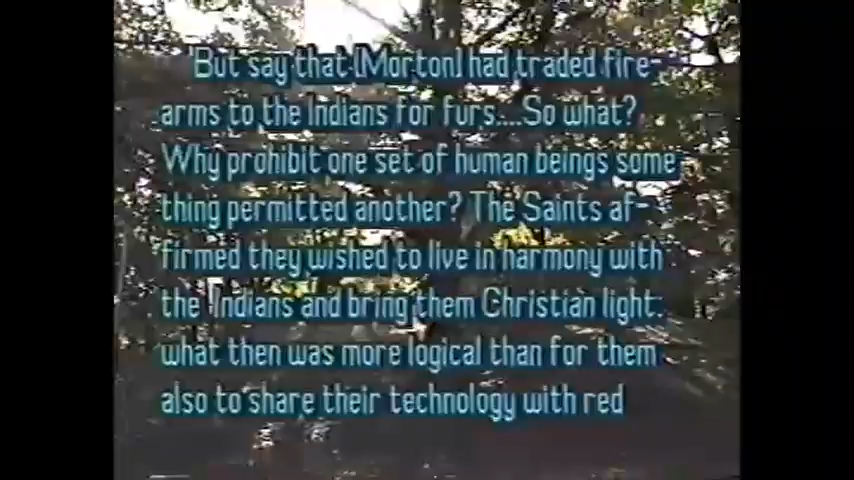 "But say that [Morton] had traded fire-
arms to the Indians for furs....So what?
Why prohibit one set of human beings some
thing permitted another? The Saints af-
firmed they wished to live in harmony with
the Indians and bring them Christian light:
what then was more logical than for them
also to share their technology with red